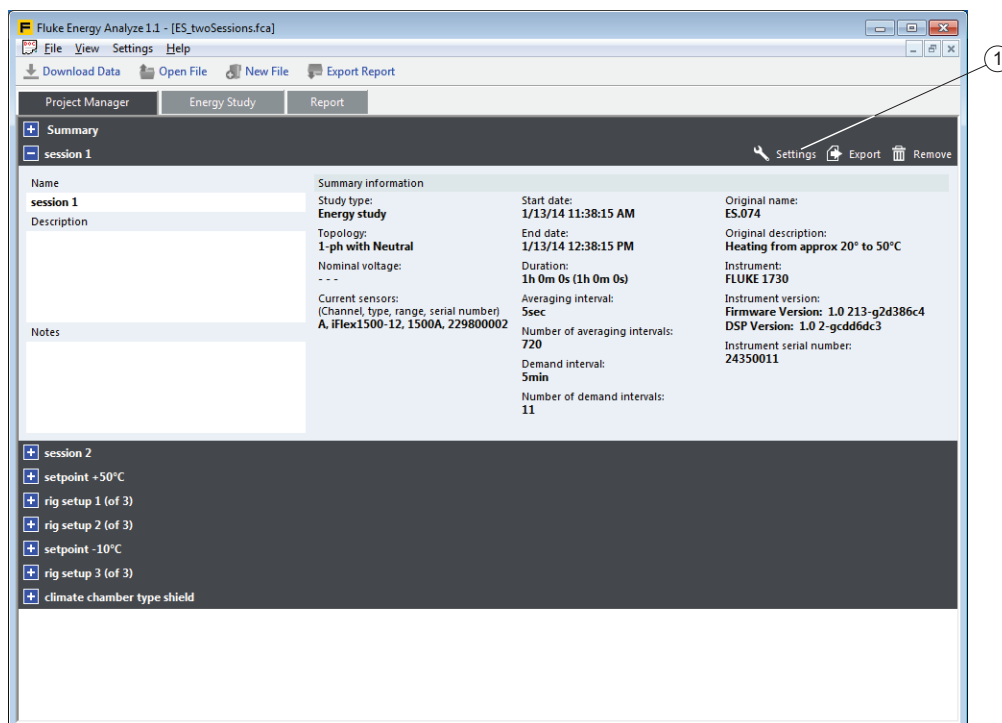 Fluke Energy Analyze 1.1 - [ES_twoSessions.fca]
File View Settings Help
Download Data Open File New File Export Report
1
Project Manager Energy Study Report
Summary
session 1 Settings Export Remove
Name
session 1
Description
Notes
Summary information
Study type:
Energy study
Topology:
1-ph with Neutral
Nominal voltage:
- - -
Current sensors:
(Channel, type, range, serial number)
A, iFlex1500-12, 1500A, 229800002
Start date:
1/13/14 11:38:15 AM
End date:
1/13/14 12:38:15 PM
Duration:
1h 0m 0s (1h 0m 0s)
Averaging interval:
5sec
Number of averaging intervals:
720
Demand interval:
5min
Number of demand intervals:
11
Original name:
ES.074
Original description:
Heating from approx 20° to 50°C
Instrument:
FLUKE 1730
Instrument version:
Firmware Version: 1.0 213-g2d386c4
DSP Version: 1.0 2-gcdd6dc3
Instrument serial number:
24350011
session 2
setpoint +50°C
rig setup 1 (of 3)
rig setup 2 (of 3)
setpoint -10°C
rig setup 3 (of 3)
climate chamber type shield